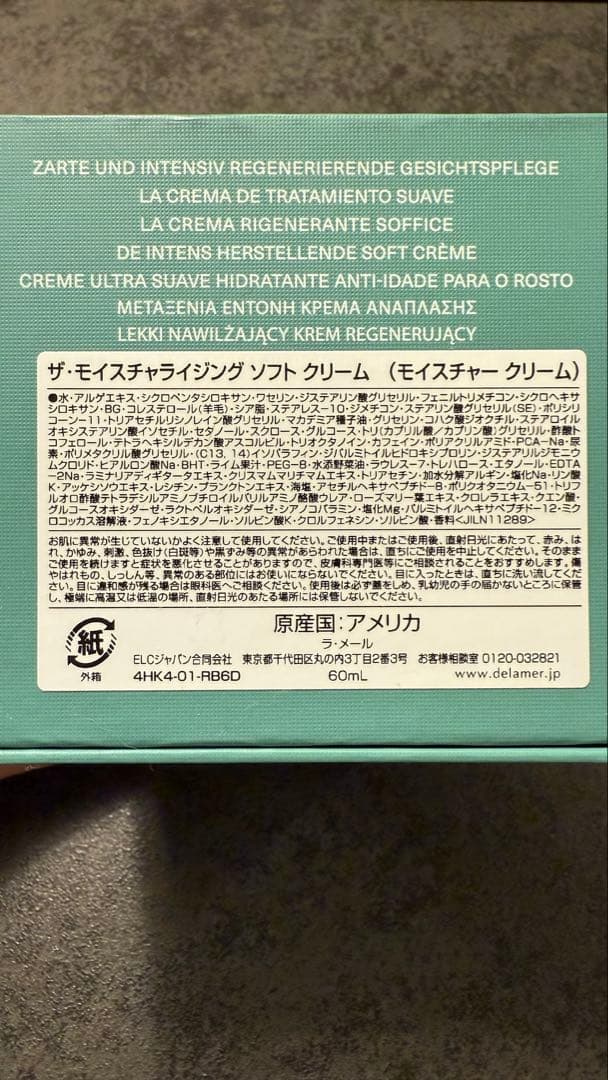 ZARTE UND INTENSIV REGENERIERENDE GESICHTSPFLEGE
LA CREMA DE TRATAMIENTO SUAVE
LA CREMA RIGENERANTE SOFFICE
DE INTENS HERSTELLENDE SOFT CRÈME
CREME ULTRA SUAVE HIDRATANTE ANTI-IDADE PARA O ROSTO
ΜΕΤΑΞΕΝΙΑ ΕΝΤΟΝΗ ΚΡΕΜΑ ΑΝΑΠΛΑΣΗΣ
LEKKI NAWILŻAJĄCY KREM REGENERUJĄCY
ザ・モイスチャライジング ソフト クリーム (モイスチャー クリーム)
●水・アルゲエキス・シクロペンタシロキサン・ワセリン・ジステアリン酸グリセリル・フェニルトリメチコン・シクロヘキサ
シロキサン・BG・コレステロール(羊毛)・シア脂・ステアレス-10・ジメチコン・ステアリン酸グリセリル(SE)・ポリシリ
コーン-11・トリアセチルリシノレイン酸グリセリル・マカデミア種子油・グリセリン・コハク酸ジオクチル・ステアロイル
オキシステアリン酸イソセチル・セタノール・スクロース・グルコース・トリ(カプリル酸/カプリン酸)グリセリル・酢酸ト
コフェロール・テトラヘキシルデカン酸アスコルビル・トリオクタノイン・カフェイン・ポリアクリルアミド・PCA-Na・尿
素・ポリメタクリル酸グリセリル・(C13, 14)イソパラフィン・ジパルミトイルヒドロキシプロリン・ジステアリルジモニウ
ムクロリド・ヒアルロン酸Na・BHT・ライム果汁・PEG-8・水添野菜油・ラウレス-7・トレハロース・エタノール・EDTA
-2Na・ラミナリアディギタータエキス・クリスマムマリチマムエキス・トリアセチン・加水分解アルギン・塩化Na・リン酸
K・アッケシソウエキス・レシチン・プランクトンエキス・海塩・アセチルヘキサペプチド-8・ポリクオタニウム-51・トリフ
ルオロ酢酸テトラデシルアミノブチロイルバリルアミノ酪酸ウレア・ローズマリー葉エキス・クロレラエキス・クエン酸・
グルコースオキシダーゼ・ラクトペルオキシダーゼ・シアノコバラミン・塩化Mg・パルミトイルヘキサペプチド-12・ミク
ロコッカス溶解液・フェノキシエタノール・ソルビン酸K・クロルフェネシン・ソルビン酸・香料<JILN11289>
お肌に異常が生じていないかよく注意して使用してください。ご使用中またはご使用後、直射日光にあたって、赤み、は
れ、かゆみ、刺激、色抜け(白斑等)や黒ずみ等の異常があらわれた場合は、直ちにご使用を中止してください。そのまま
ご使用を続けますと症状を悪化させることがありますので、皮膚科専門医等にご相談されることをおすすめします。傷
やはれもの、しっしん等、異常のある部位にはお使いにならないでください。目に入ったときは、直ちに洗い流してくだ
さい。目に違和感が残る場合は眼科医へご相談ください。使用後は必ず蓋をしめ、乳幼児の手の届かないところに保管
し、極端に高温又は低温の場所、直射日光のあたる場所には保管しないでください。
紙
外箱
原産国:アメリカ
ラ・メール
ELCジャパン合同会社 東京都千代田区丸の内3丁目2番3号 お客様相談室 0120-032821
4HK4-01-RB6D 60mL www.delamer.jp